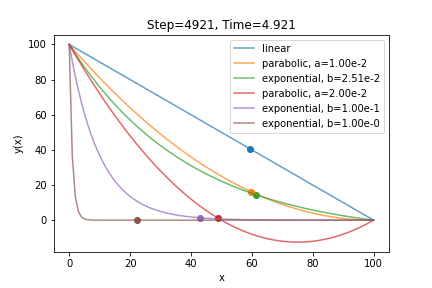 Step=4921, Time=4.921
100
80
60
40
20
0
y(x)
linear
parabolic, a=1.00e-2
exponential, b=2.51e-2
parabolic, a=2.00e-2
exponential, b=1.00e-1
exponential, b=1.00e-0
0
20
40
60
80
100
x